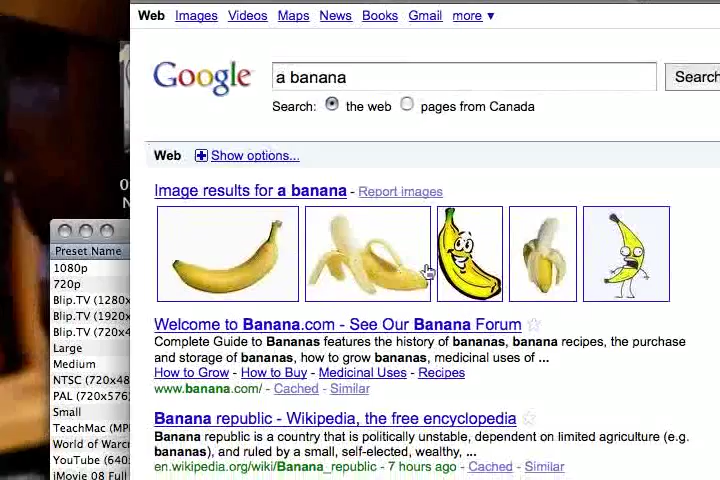 Web Images Videos Maps News Books Gmail more ▼
Google a banana Search
Search: the web pages from Canada
Web Show options...
Image results for a banana - Report images
Welcome to Banana.com - See Our Banana Forum
Complete Guide to Bananas features the history of bananas, banana recipes, the purchase
and storage of bananas, how to grow bananas, medicinal uses of ...
How to Grow - How to Buy - Medicinal Uses - Recipes
www.banana.com/ - Cached - Similar
Banana republic - Wikipedia, the free encyclopedia
Banana republic is a country that is politically unstable, dependent on limited agriculture (e.g.
bananas), and ruled by a small, self-elected, wealthy, ...
en.wikipedia.org/wiki/Banana_republic - 7 hours ago - Cached - Similar
Preset Name
1080p
720p
Blip.TV (1280x
Blip.TV (1920x
Blip.TV (720x4
Large
Medium
NTSC (720x48
PAL (720x576)
Small
TeachMac (MP
World of Warc
YouTube (640x
iMovie 08 Full